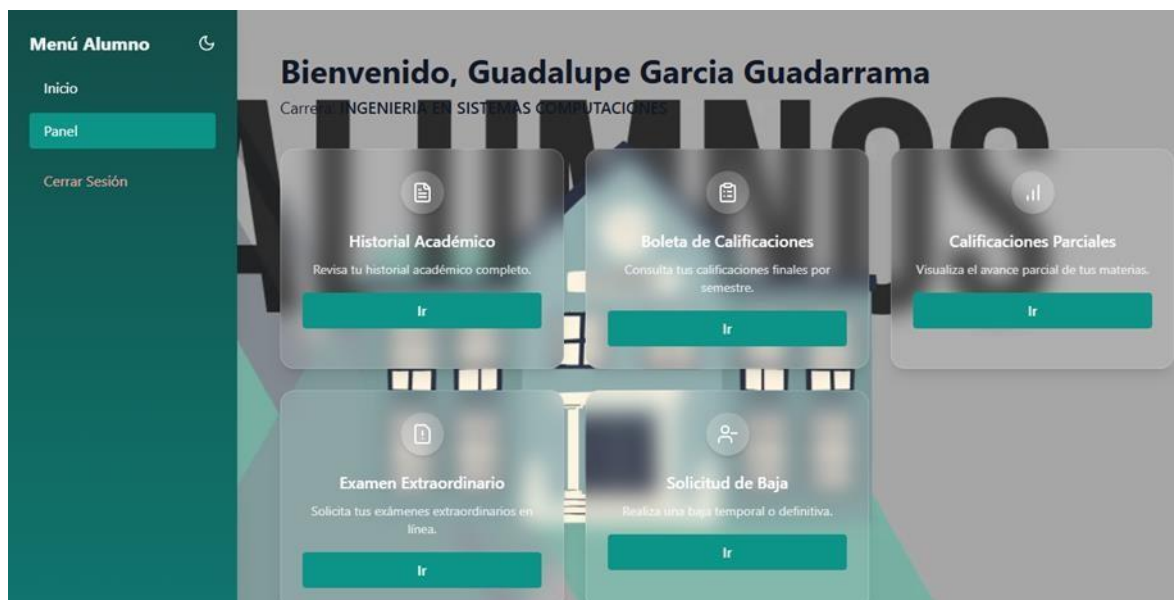 Menú Alumno
Inicio
Panel
Cerrar Sesión
Bienvenido, Guadalupe Garcia Guadarrama
Carrera: INGENIERIA EN SISTEMAS COMPUTACIONES
ALUMNOS
Historial Académico
Revisa tu historial académico completo.
Ir
Boleta de Calificaciones
Consulta tus calificaciones finales por
semestre.
Ir
Calificaciones Parciales
Visualiza el avance parcial de tus materias.
Ir
Examen Extraordinario
Solicita tus exámenes extraordinarios en
línea.
Ir
Solicitud de Baja
Realiza una baja temporal o definitiva.
Ir